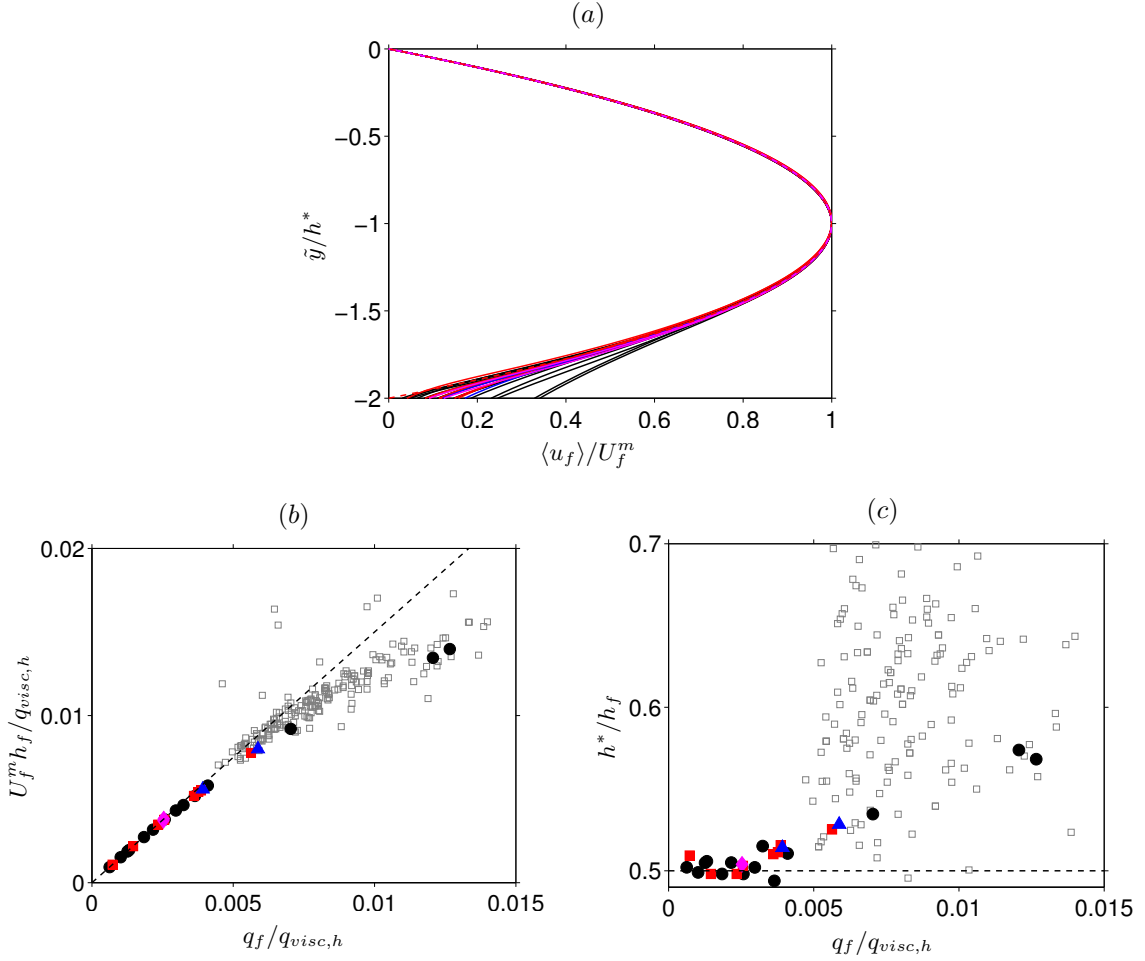 (a)
0
−0.5
−1
−1.5
−2
ỹ/h*
0 0.2 0.4 0.6 0.8 1
⟨u_f⟩/U_f^m
(b)
0.02
0.01
0
U_f^m h_f/q_{visc,h}
0 0.005 0.01 0.015
q_f/q_{visc,h}
(c)
0.7
0.6
0.5
h*/h_f
0 0.005 0.01 0.015
q_f/q_{visc,h}